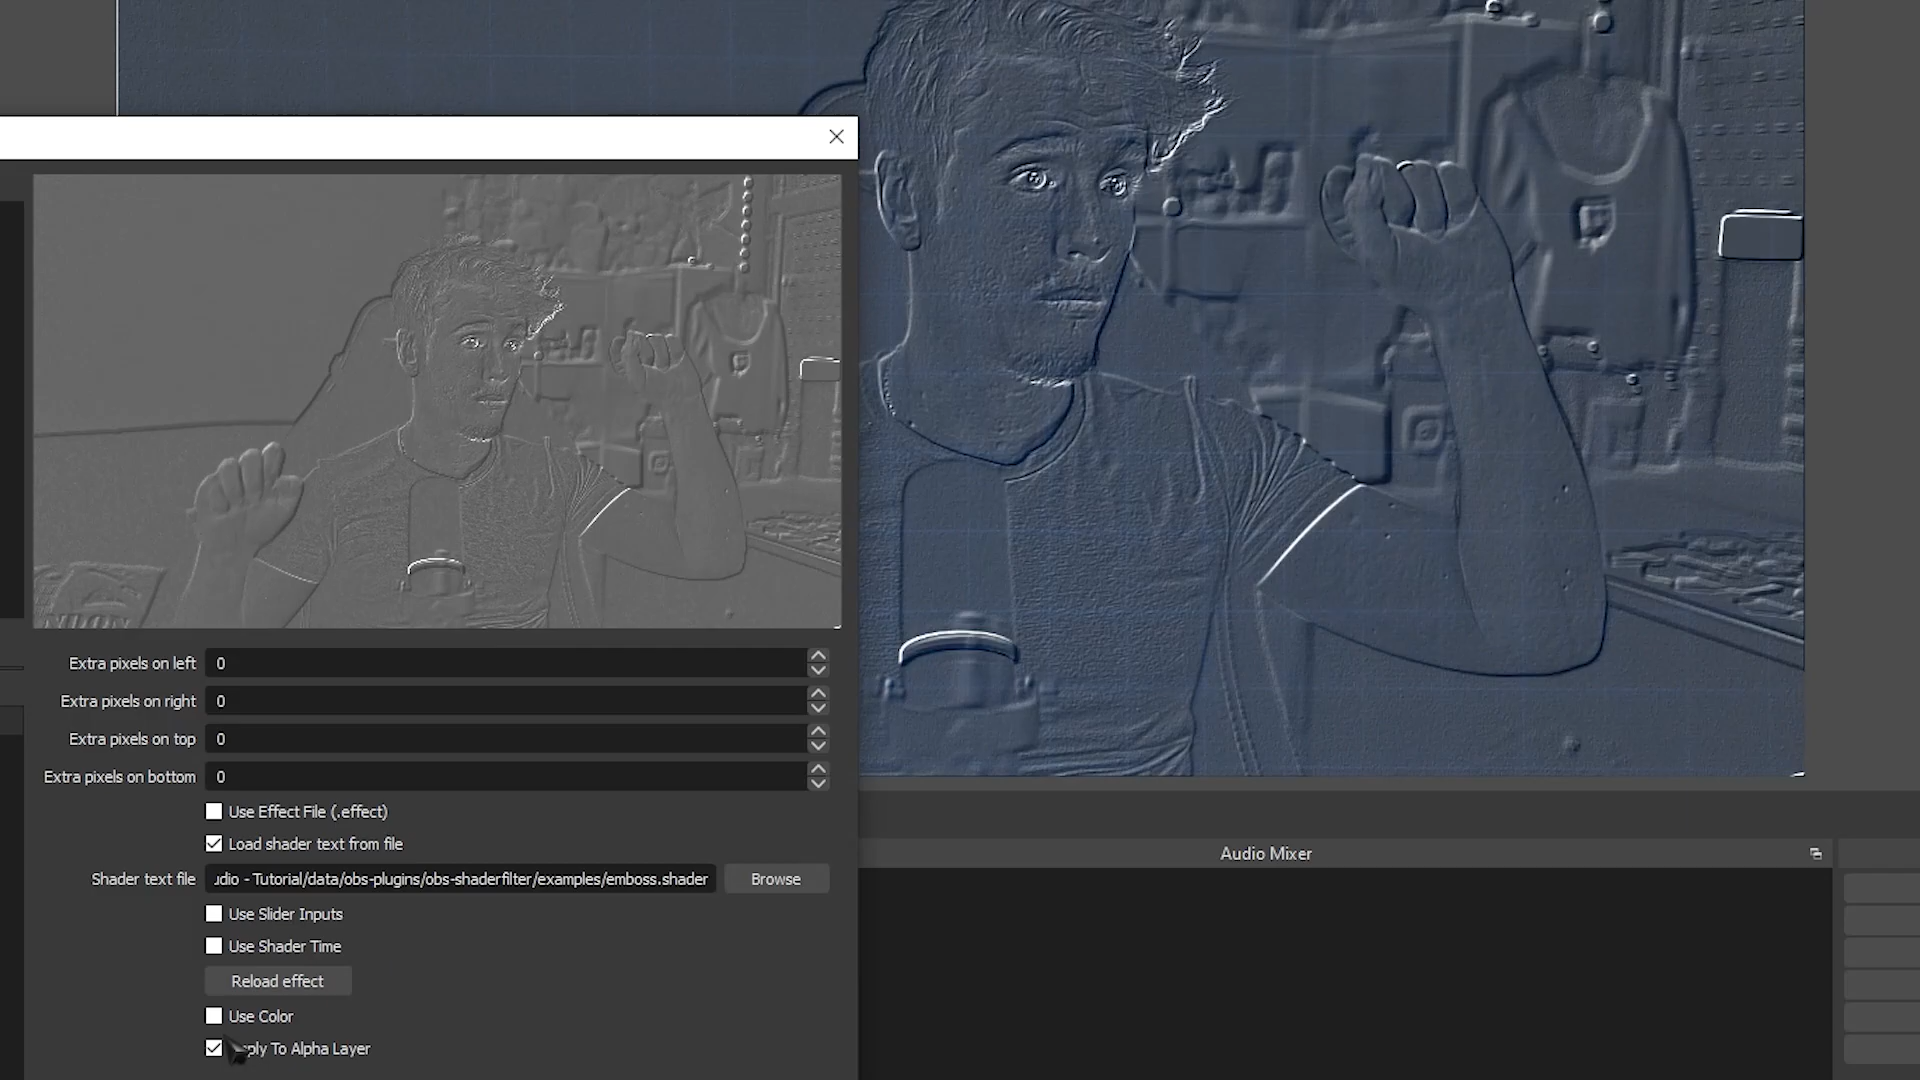 Extra pixels on left 0
Extra pixels on right 0
Extra pixels on top 0
Extra pixels on bottom 0
Use Effect File (.effect)
Load shader text from file
Shader text file - Tutorial/data/obs-plugins/obs-shaderfilter/examples/emboss.shader Browse
Use Slider Inputs
Use Shader Time
Reload effect
Use Color
To Alpha Layer
Audio Mixer